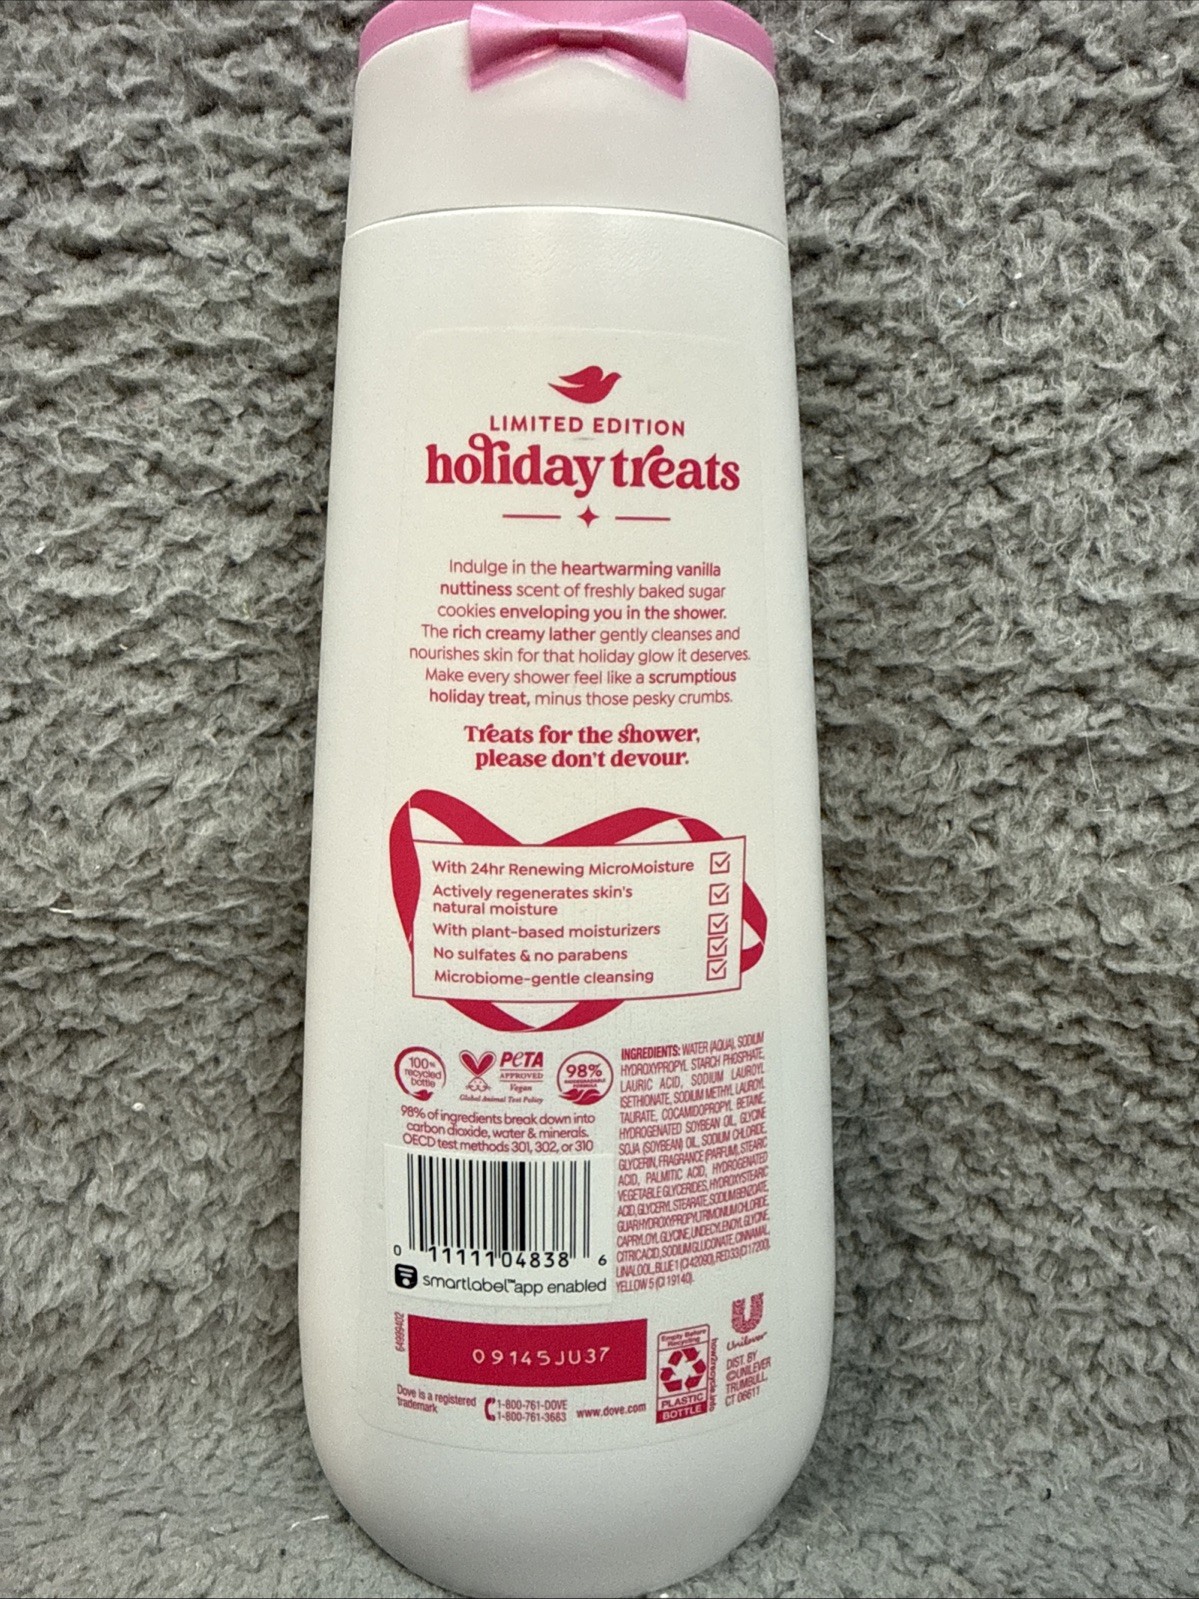 LIMITED EDITION
holiday treats
Indulge in the heartwarming vanilla
nuttiness scent of freshly baked sugar
cookies enveloping you in the shower.
The rich creamy lather gently cleanses and
nourishes skin for that holiday glow it deserves.
Make every shower feel like a scrumptious
holiday treat, minus those pesky crumbs.
Treats for the shower,
please don't devour.
With 24hr Renewing MicroMoisture
Actively regenerates skin's
natural moisture
With plant-based moisturizers
No sulfates & no parabens
Microbiome-gentle cleansing
100%
recycled
bottle
PETA
APPROVED
Vegan
Global Animal Test Policy
98%
BIODEGRADABLE
FORMULA
98% of ingredients break down into
carbon dioxide, water & minerals.
OECD test methods 301, 302, or 310
INGREDIENTS: WATER (AQUA), SODIUM
HYDROXYPROPYL STARCH PHOSPHATE,
LAURIC ACID, SODIUM LAUROYL
ISETHIONATE, SODIUM METHYL LAUROYL
TAURATE, COCAMIDOPROPYL BETAINE,
HYDROGENATED SOYBEAN OIL, GLYCINE
SOJA (SOYBEAN) OIL, SODIUM CHLORIDE,
GLYCERIN, FRAGRANCE (PARFUM), STEARIC
ACID, PALMITIC ACID, HYDROGENATED
VEGETABLE GLYCERIDES, HYDROXYSTEARIC
ACID, GLYCERYL STEARATE, SODIUM BENZOATE,
GUAR HYDROXYPROPYLTRIMONIUM CHLORIDE,
CAPRYLOYL GLYCINE, UNDECYLENOYL GLYCINE,
CITRIC ACID, SODIUM GLUCONATE, CINNAMAL,
LINALOOL, BLUE 1 (CI 42090), RED 33 (CI 17200),
YELLOW 5 (CI 19140).
0 11111 04838 6
smartlabel™ app enabled
64999402
09145JU37
Dove is a registered
trademark
1-800-761-DOVE
1-800-761-3683
www.dove.com
Empty Before
Recycling
PLASTIC
BOTTLE
how2recycle.info
Unilever
DIST. BY
©UNILEVER
TRUMBULL,
CT 06611